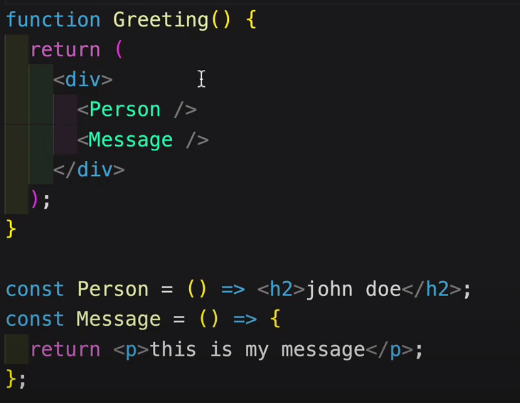 function Greeting() {
  return (
    <div>
      <Person />
      <Message />
    </div>
  );
}

const Person = () => <h2>john doe</h2>;
const Message = () => {
  return <p>this is my message</p>;
};